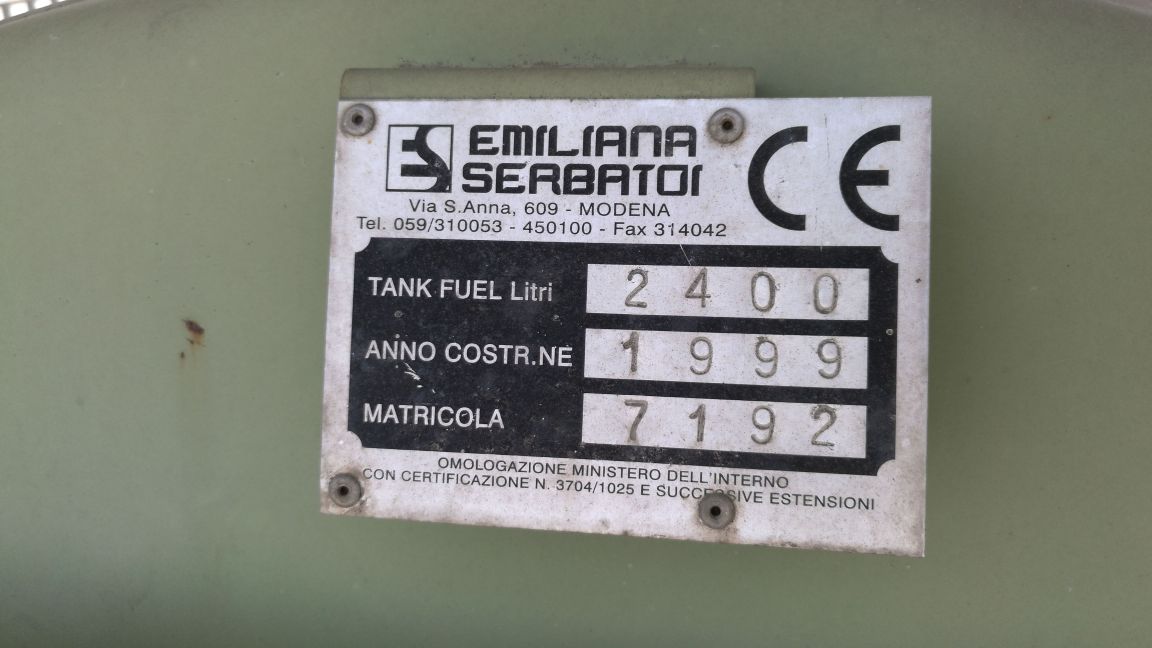 ES EMILIANA
SERBATOI
CE
Via S.Anna, 609 - MODENA
Tel. 059/310053 - 450100 - Fax 314042
TANK FUEL Litri 2400
ANNO COSTR.NE 1999
MATRICOLA 7192
OMOLOGAZIONE MINISTERO DELL'INTERNO
CON CERTIFICAZIONE N. 3704/1025 E SUCCESSIVE ESTENSIONI